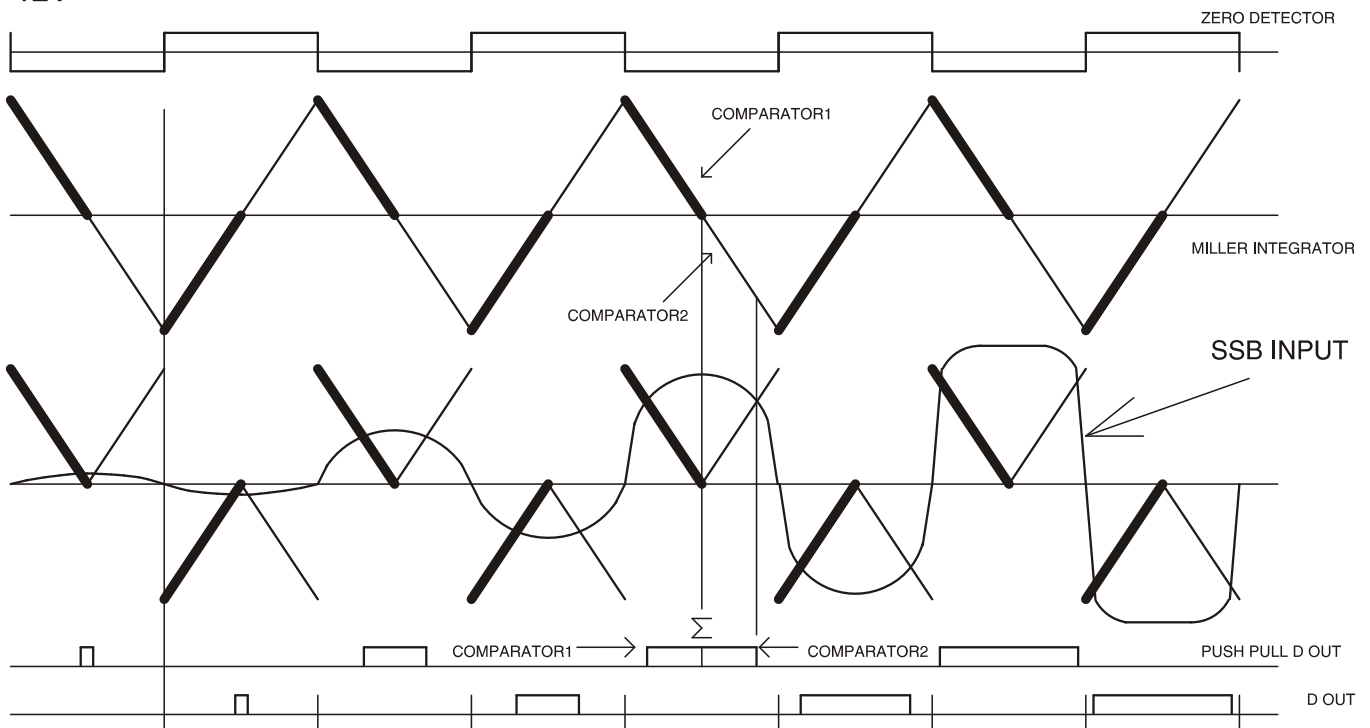 ZERO DETECTOR
COMPARATOR1
MILLER INTEGRATOR
COMPARATOR2
SSB INPUT
Σ
COMPARATOR1
COMPARATOR2
PUSH PULL D OUT
D OUT